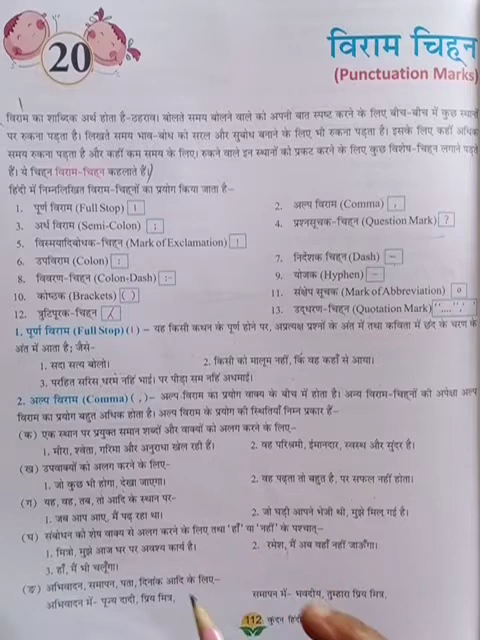 20
विराम चिह्न
(Punctuation Marks)
विराम का शाब्दिक अर्थ होता है-ठहराव। बोलते समय बोलने वाले को अपनी बात स्पष्ट करने के लिए बीच-बीच में कुछ स्थानों
पर रुकना पड़ता है। लिखते समय भाव-बोध को सरल और सुबोध बनाने के लिए भी रुकना पड़ता है। इसके लिए कहीं अधिक
समय रुकना पड़ता है और कहीं कम समय के लिए। रुकने वाले इन स्थानों को प्रकट करने के लिए कुछ विशेष-चिह्न लगाने पड़ते
हैं। ये चिह्न विराम-चिह्न कहलाते हैं।
हिंदी में निम्नलिखित विराम-चिह्नों का प्रयोग किया जाता है–
1. पूर्ण विराम (Full Stop) ।
2. अल्प विराम (Comma) ,
3. अर्ध विराम (Semi-Colon) ;
4. प्रश्नसूचक-चिह्न (Question Mark) ?
5. विस्मयादिबोधक-चिह्न (Mark of Exclamation) !
6. उपविराम (Colon) :
7. निर्देशक चिह्न (Dash) –
8. विवरण-चिह्न (Colon-Dash) :-
9. योजक (Hyphen) -
10. कोष्ठक (Brackets) ( )
11. संक्षेप सूचक (Mark of Abbreviation) o
12. त्रुटिपूरक-चिह्न
13. उद्धरण-चिह्न (Quotation Mark) "....", '....'
1. पूर्ण विराम (Full Stop) (।) – यह किसी कथन के पूर्ण होने पर, अप्रत्यक्ष प्रश्नों के अंत में तथा कविता में छंद के चरण के
अंत में आता है; जैसे-
1. सदा सत्य बोलो। 2. किसी को मालूम नहीं, कि वह कहाँ से आया।
3. परहित सरिस धरम नहिं भाई। पर पीड़ा सम नहिं अधमाई।
2. अल्प विराम (Comma) ( , )– अल्प विराम का प्रयोग वाक्य के बीच में होता है। अन्य विराम-चिह्नों की अपेक्षा अल्प
विराम का प्रयोग बहुत अधिक होता है। अल्प विराम के प्रयोग की स्थितियाँ निम्न प्रकार हैं–
(क) एक स्थान पर प्रयुक्त समान शब्दों और वाक्यों को अलग करने के लिए–
1. मीरा, श्वेता, गरिमा और अनुराधा खेल रही हैं। 2. वह परिश्रमी, ईमानदार, स्वस्थ और सुंदर है।
(ख) उपवाक्यों को अलग करने के लिए–
1. जो कुछ भी होगा, देखा जाएगा। 2. वह पढ़ता तो बहुत है, पर सफल नहीं होता।
(ग) यह, वह, तब, तो आदि के स्थान पर-
1. जब आप आए, मैं पढ़ रहा था। 2. जो घड़ी आपने भेजी थी, मुझे मिल गई है।
(घ) संबोधन को शेष वाक्य से अलग करने के लिए तथा 'हाँ' या 'नहीं' के पश्चात्-
1. मित्रो, मुझे आज घर पर अवश्य कार्य है। 2. रमेश, मैं अब यहाँ नहीं जाऊँगा।
3. हाँ, मैं भी चलूँगा।
(ङ) अभिवादन, समापन, पता, दिनांक आदि के लिए-
अभिवादन में- पूज्य दादी, प्रिय मित्र, समापन में- भवदीय, तुम्हारा प्रिय मित्र,
112 कुंदन हिंदी